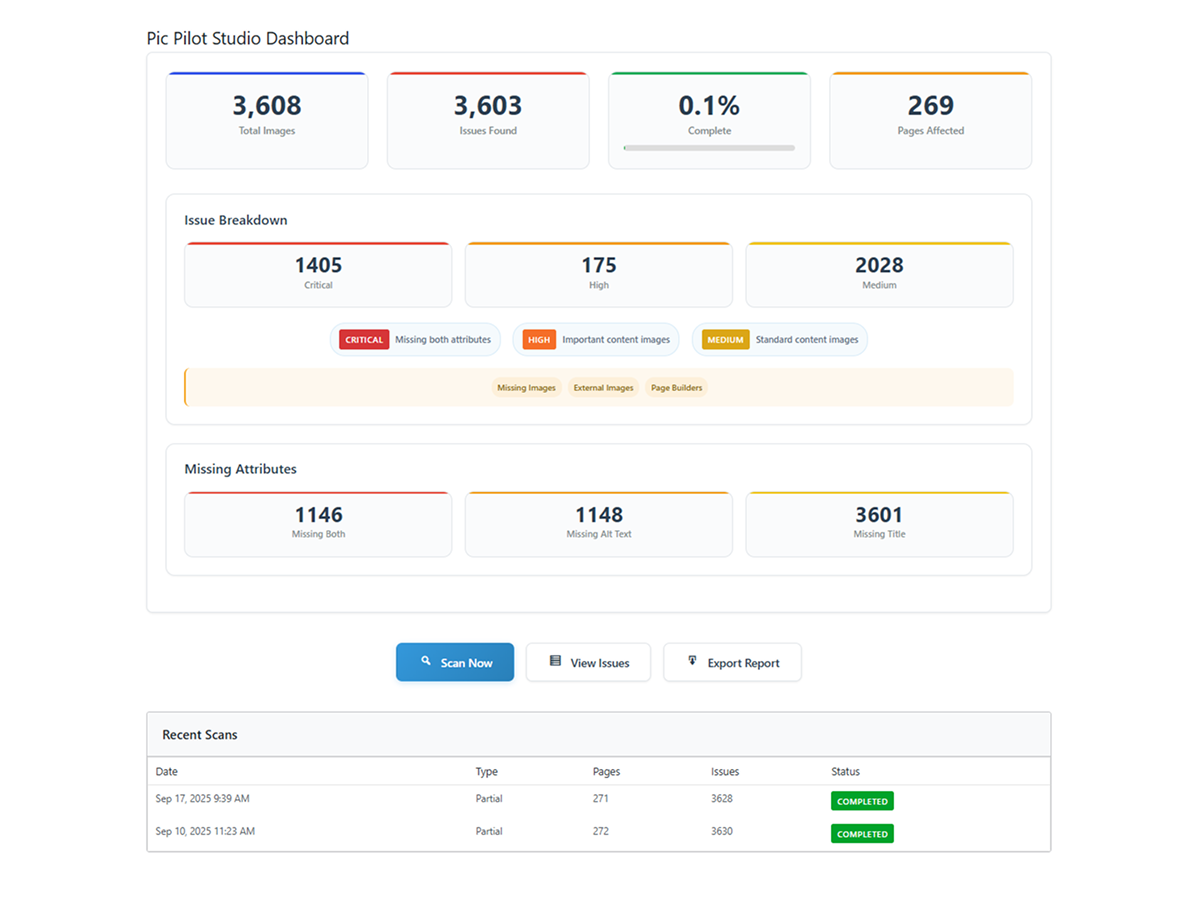 Pic Pilot Studio Dashboard
3,608
Total Images
3,603
Issues Found
0.1%
Complete
269
Pages Affected
Issue Breakdown
1405
Critical
175
High
2028
Medium
CRITICAL Missing both attributes
HIGH Important content images
MEDIUM Standard content images
Missing Images External Images Page Builders
Missing Attributes
1146
Missing Both
1148
Missing Alt Text
3601
Missing Title
Scan Now View Issues Export Report
Recent Scans
Date Type Pages Issues Status
Sep 17, 2025 9:39 AM Partial 271 3628 COMPLETED
Sep 10, 2025 11:23 AM Partial 272 3630 COMPLETED